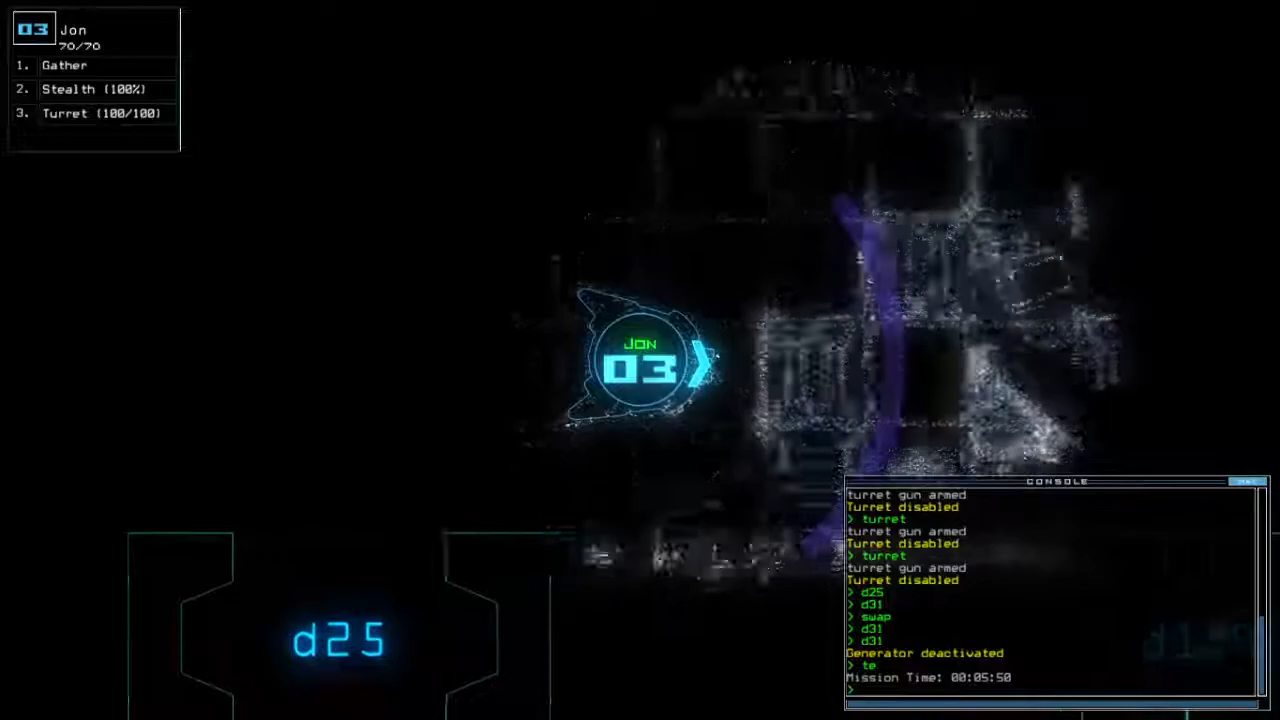 03 Jon
70/70
1. Gather
2. Stealth (100%)
3. Turret (100/100)
JON
03
d25
CONSOLE
turret gun armed
Turret disabled
> turret
turret gun armed
Turret disabled
> turret
turret gun armed
Turret disabled
> d25
> d31
> swap
> d31
> d31
Generator deactivated
> te
Mission Time: 00:05:50
>